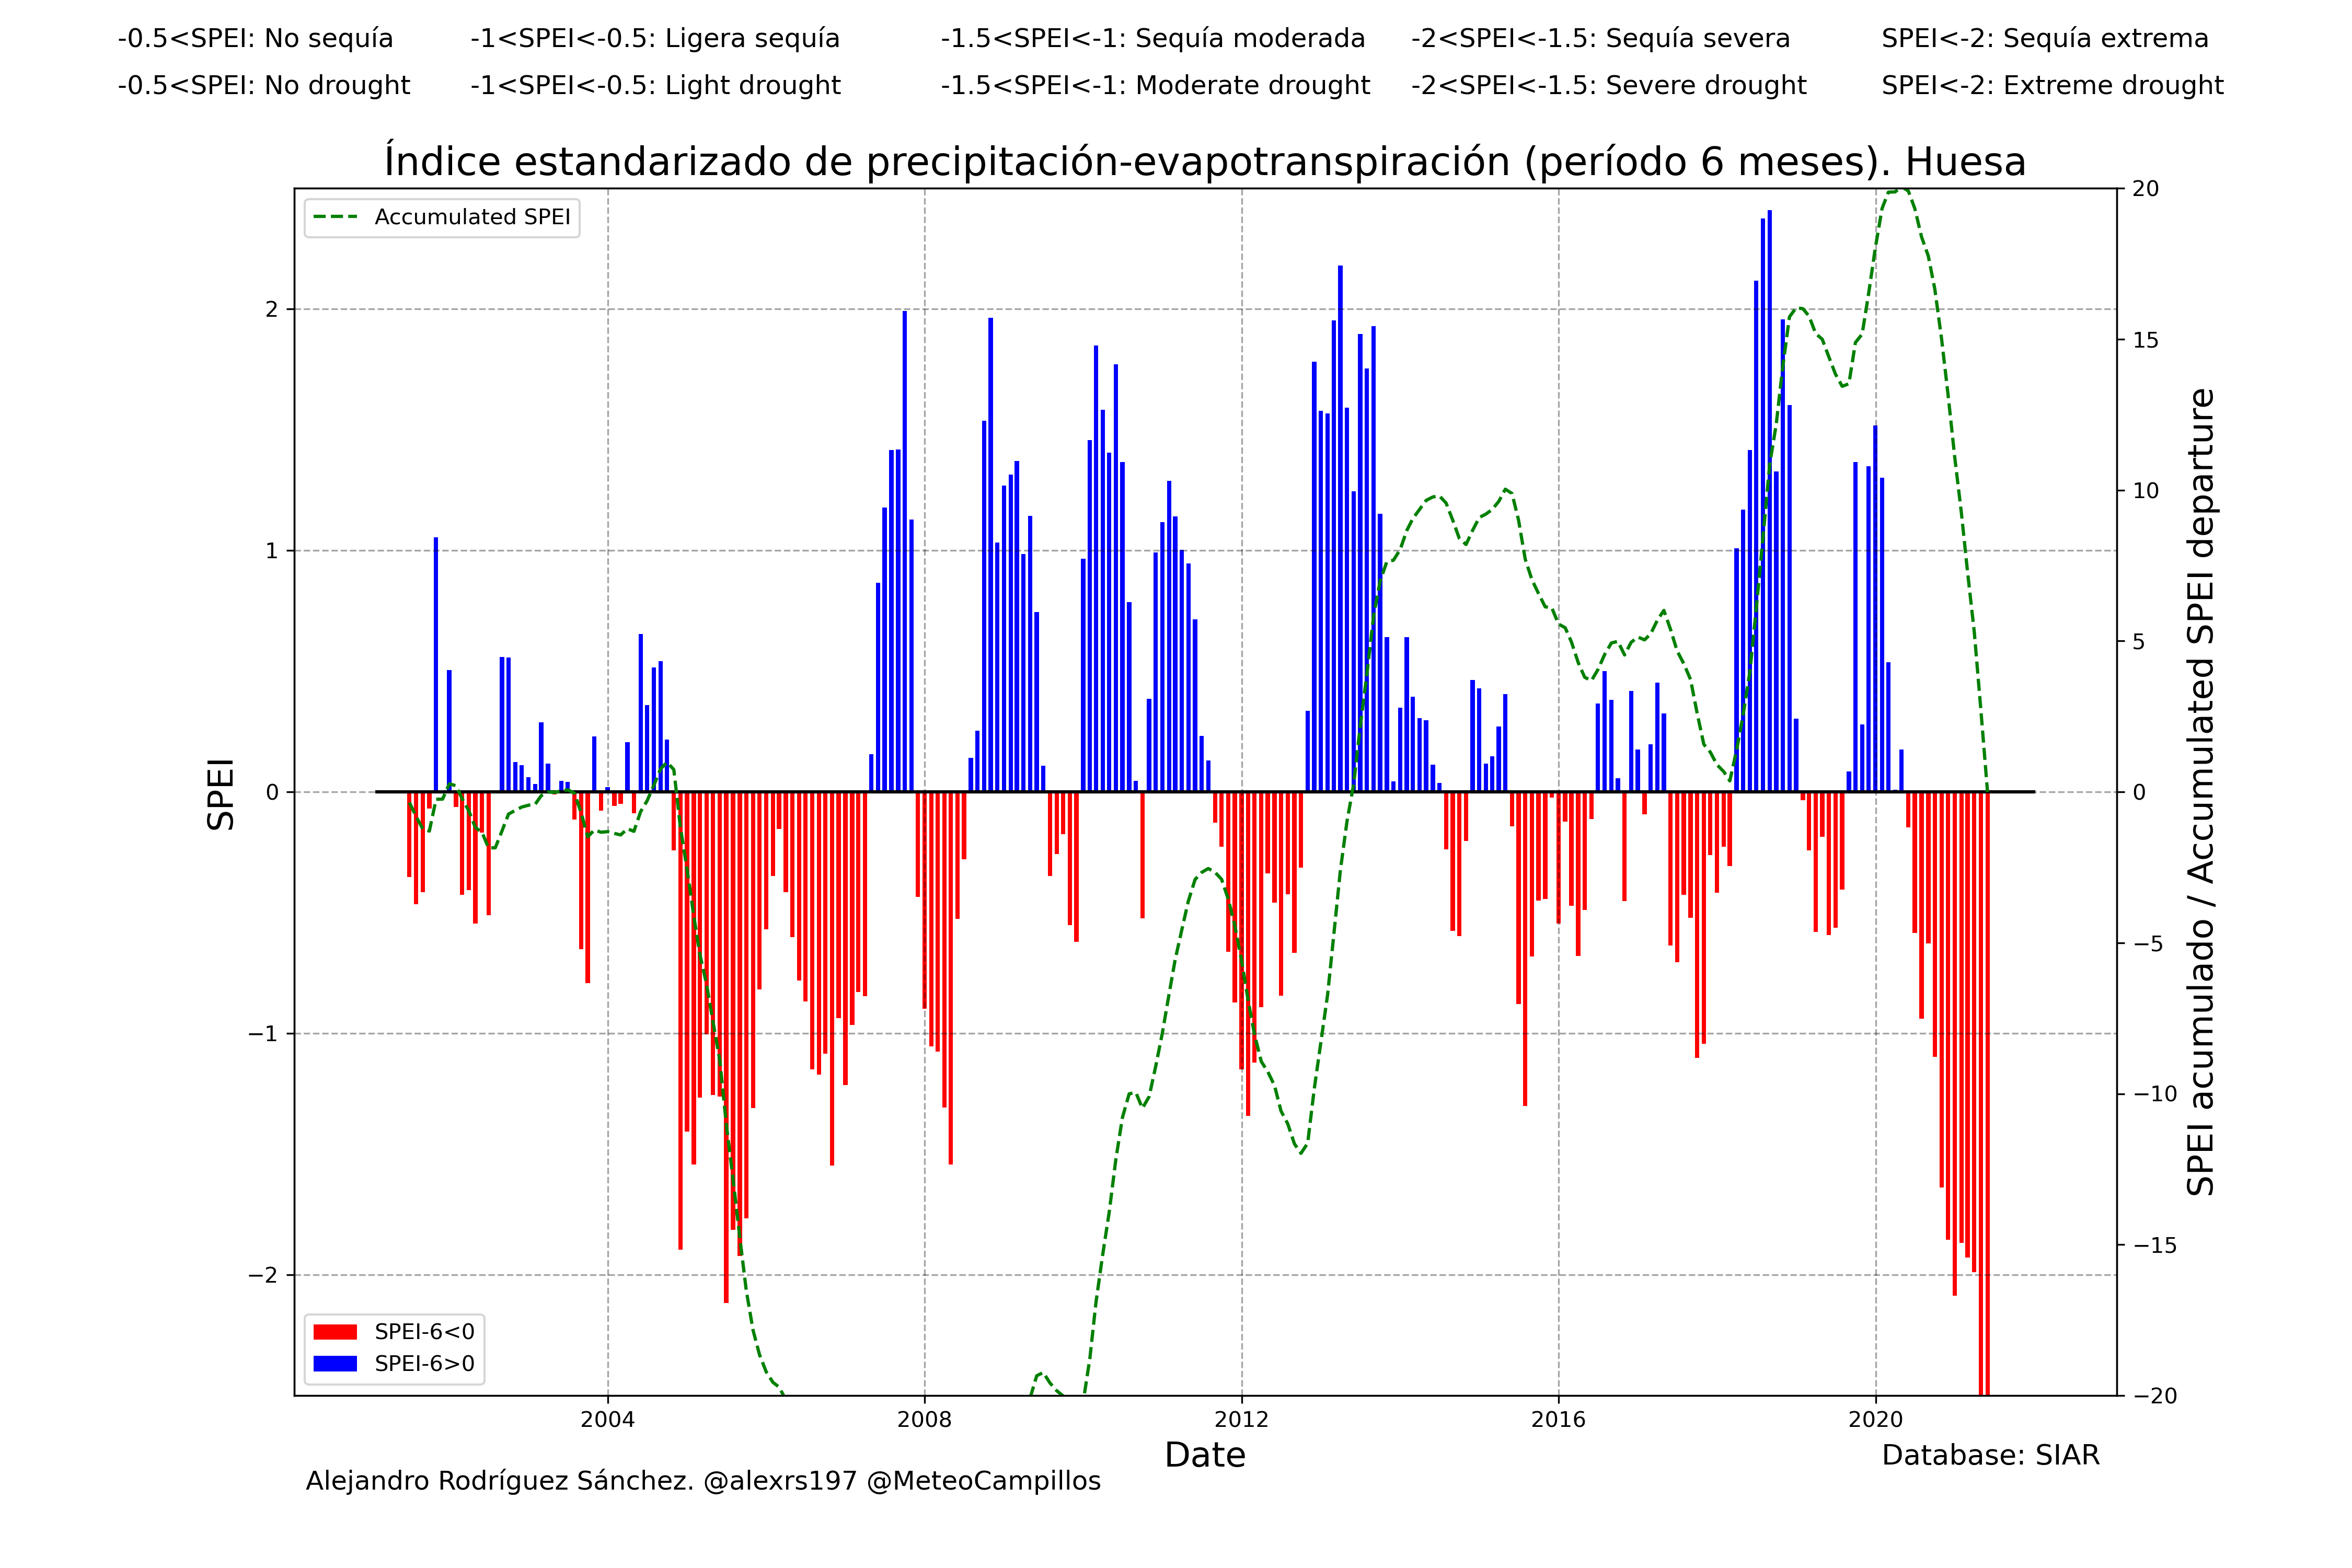 -0.5<SPEI: No sequía -1<SPEI<-0.5: Ligera sequía -1.5<SPEI<-1: Sequía moderada -2<SPEI<-1.5: Sequía severa SPEI<-2: Sequía extrema
-0.5<SPEI: No drought -1<SPEI<-0.5: Light drought -1.5<SPEI<-1: Moderate drought -2<SPEI<-1.5: Severe drought SPEI<-2: Extreme drought
Índice estandarizado de precipitación-evapotranspiración (período 6 meses). Huesa
Accumulated SPEI
SPEI
2
1
0
−1
−2
20
15
10
5
0
−5
−10
−15
−20
SPEI acumulado / Accumulated SPEI departure
SPEI-6<0
SPEI-6>0
2004 2008 2012 2016 2020
Date
Database: SIAR
Alejandro Rodríguez Sánchez. @alexrs197 @MeteoCampillos